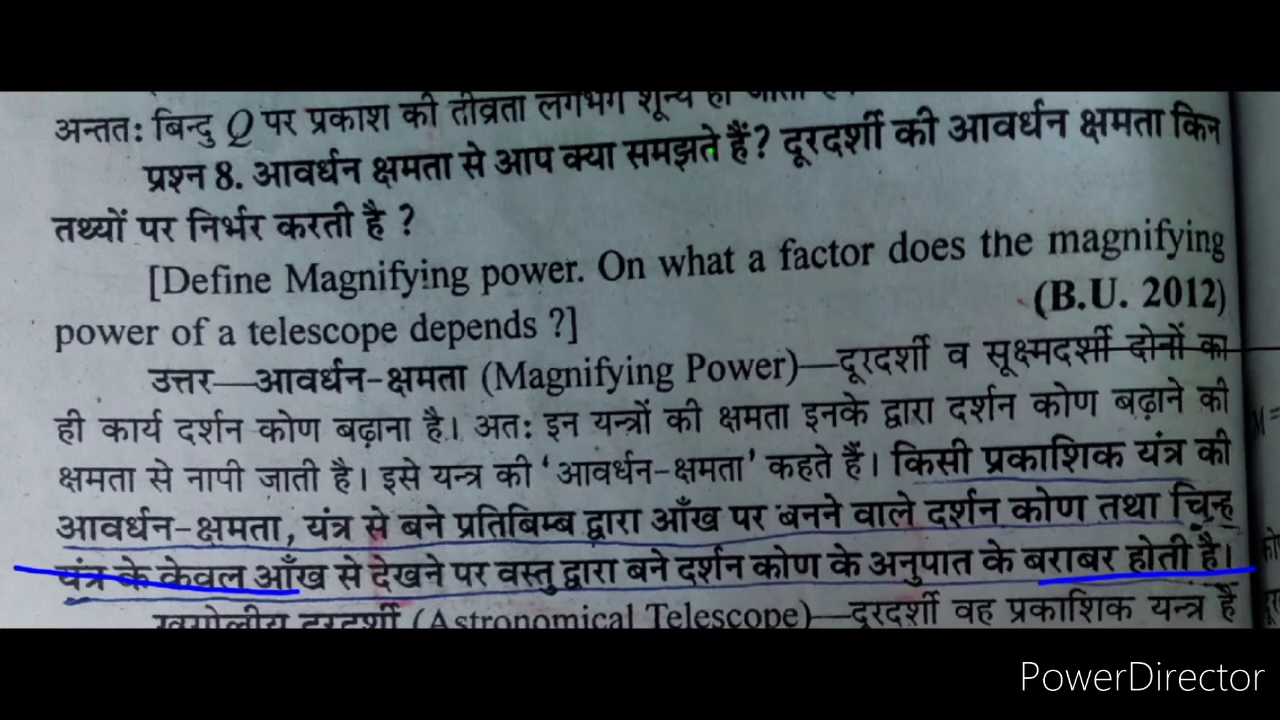 अन्ततः बिन्दु Q पर प्रकाश की तीव्रता लगभग शून्य हो जाती है
प्रश्न 8. आवर्धन क्षमता से आप क्या समझते हैं? दूरदर्शी की आवर्धन क्षमता किन
तथ्यों पर निर्भर करती है ?
[Define Magnifying power. On what a factor does the magnifying
power of a telescope depends ?] (B.U. 2012)
उत्तर—आवर्धन-क्षमता (Magnifying Power)—दूरदर्शी व सूक्ष्मदर्शी दोनों का
ही कार्य दर्शन कोण बढ़ाना है। अतः इन यन्त्रों की क्षमता इनके द्वारा दर्शन कोण बढ़ाने की
क्षमता से नापी जाती है। इसे यन्त्र की ‘आवर्धन-क्षमता’ कहते हैं। किसी प्रकाशिक यंत्र की
आवर्धन-क्षमता, यंत्र से बने प्रतिबिम्ब द्वारा आँख पर बनने वाले दर्शन कोण तथा चिन्ह
यंत्र के केवल आँख से देखने पर वस्तु द्वारा बने दर्शन कोण के अनुपात के बराबर होती है।
खगोलीय दूरदर्शी (Astronomical Telescope)—दूरदर्शी वह प्रकाशिक यन्त्र है
PowerDirector